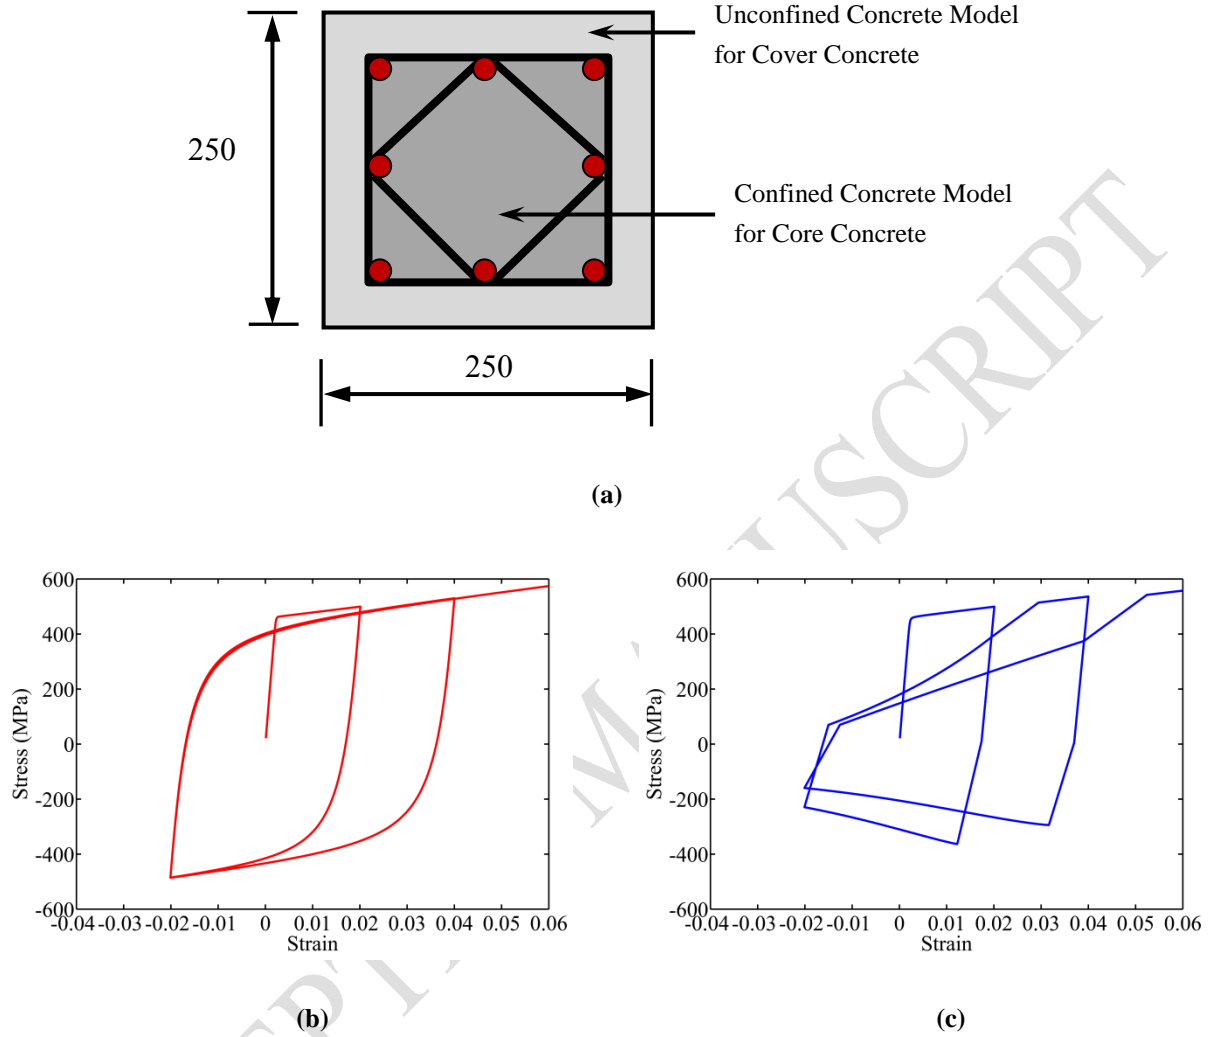 Unconfined Concrete Model
for Cover Concrete
250
Confined Concrete Model
for Core Concrete
250
(a)
600
400
200
0
-200
-400
-600
Stress (MPa)
-0.04 -0.03 -0.02 -0.01 0 0.01 0.02 0.03 0.04 0.05 0.06
Strain
(b)
600
400
200
0
-200
-400
-600
Stress (MPa)
-0.04 -0.03 -0.02 -0.01 0 0.01 0.02 0.03 0.04 0.05 0.06
Strain
(c)